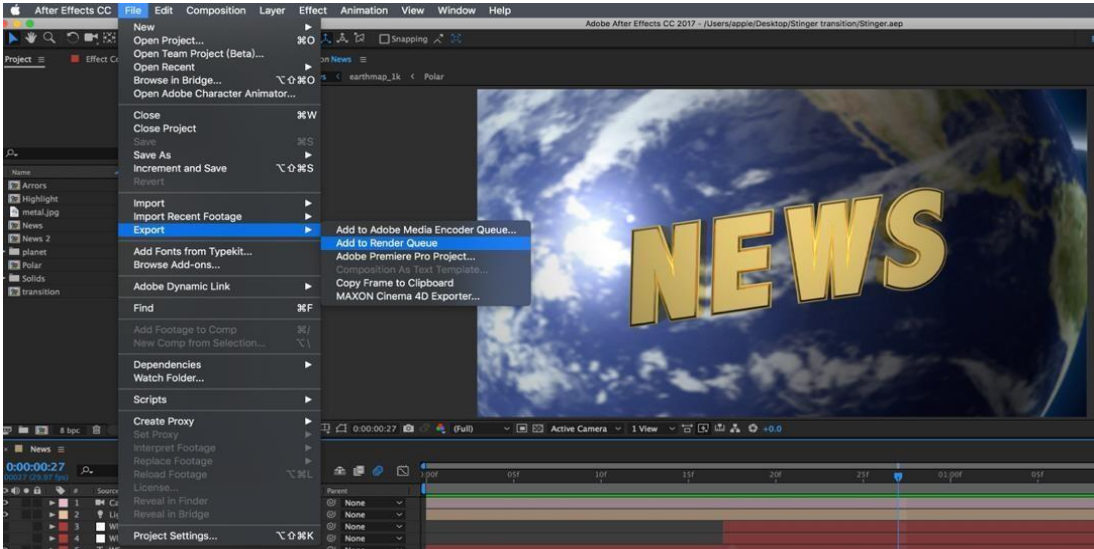 After Effects CC File Edit Composition Layer Effect Animation View Window Help
Adobe After Effects CC 2017 - /Users/appie/Desktop/Stinger transition/Stinger.aep
Snapping
Project
Effect
News
earthmap_1k < Polar
New
Open Project... ⌘O
Open Team Project (Beta)...
Open Recent
Browse in Bridge... ⌥⇧⌘O
Open Adobe Character Animator...
Close ⌘W
Close Project
Save ⌘S
Save As
Increment and Save ⌥⇧⌘S
Revert
Import
Import Recent Footage
Export
Add Fonts from Typekit...
Browse Add-ons...
Adobe Dynamic Link
Find ⌘F
Add Footage to Comp ⌘/
New Comp from Selection... ⌥\
Dependencies
Watch Folder...
Scripts
Create Proxy
Set Proxy
Interpret Footage
Replace Footage
Reload Footage ⌥⌘L
License...
Reveal in Finder
Reveal in Bridge
Project Settings... ⌥⇧⌘K
Add to Adobe Media Encoder Queue...
Add to Render Queue
Adobe Premiere Pro Project...
Composition As Text Template...
Copy Frame to Clipboard
MAXON Cinema 4D Exporter...
Name
Arrors
Highlight
metal.jpg
News
News 2
planet
Polar
Solids
transition
NEWS
8 bpc
0:00:00:27 (Full) Active Camera 1 View +0.0
News
0:00:00:27
00027 (29.97 fps)
05f 10f 20f 25f 01:00f 05f
# Source
Parent
1 None
2 None
3 None
4 None